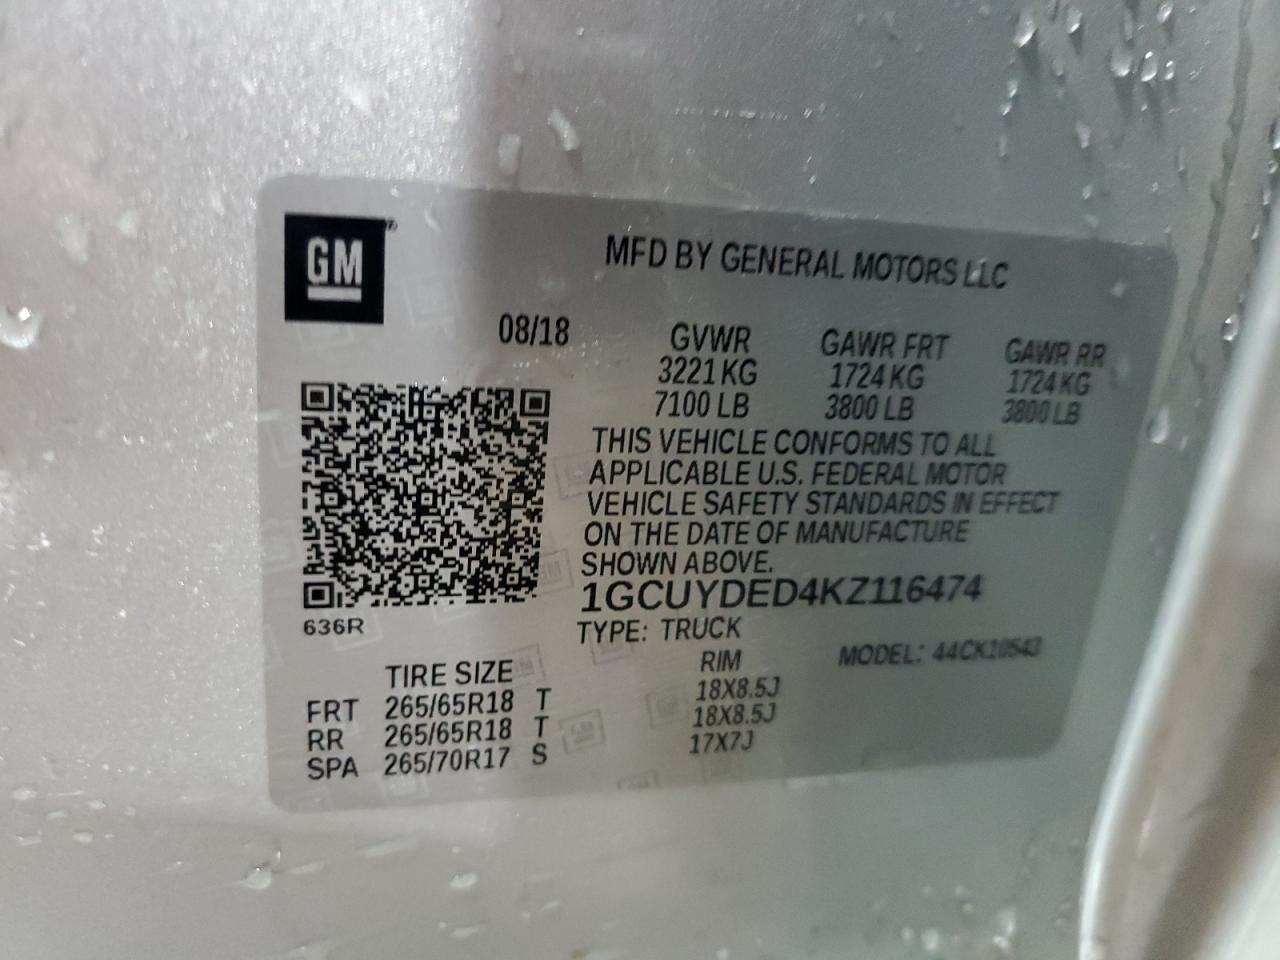 GM
MFD BY GENERAL MOTORS LLC
08/18
GVWR GAWR FRT GAWR RR
3221 KG 1724 KG 1724 KG
7100 LB 3800 LB 3800 LB
THIS VEHICLE CONFORMS TO ALL
APPLICABLE U.S. FEDERAL MOTOR
VEHICLE SAFETY STANDARDS IN EFFECT
ON THE DATE OF MANUFACTURE
SHOWN ABOVE.
1GCUYDED4KZ116474
636R
TYPE: TRUCK
MODEL: 44CK10543
TIRE SIZE RIM
FRT 265/65R18 T 18X8.5J
RR 265/65R18 T 18X8.5J
SPA 265/70R17 S 17X7J